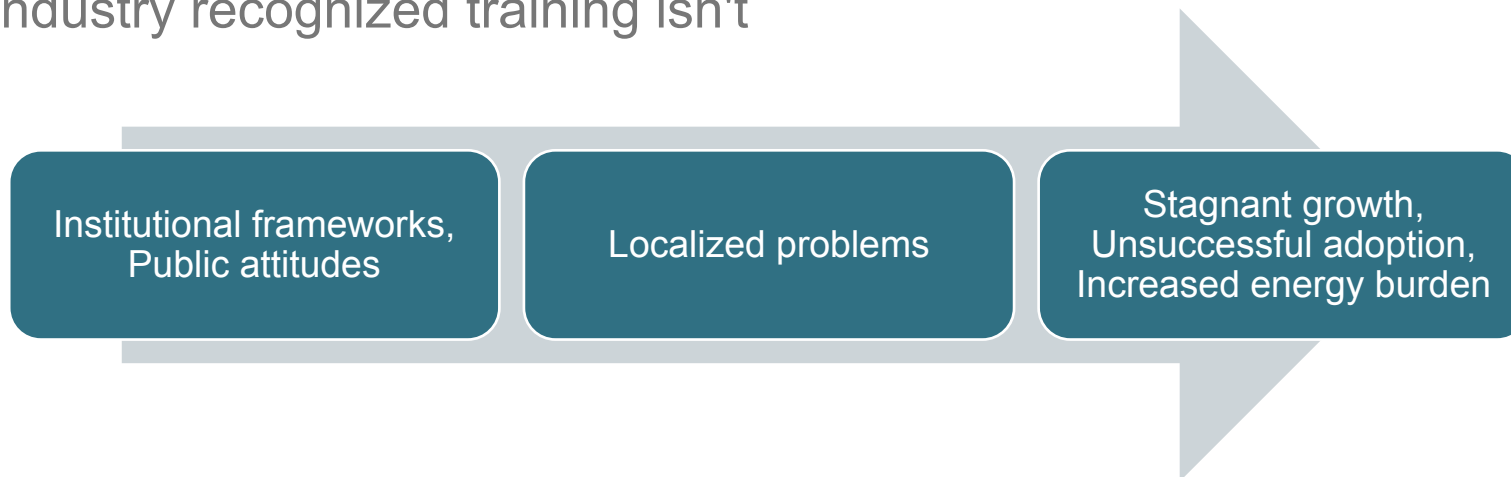 ndustry recognized training isn't
Institutional frameworks,
Public attitudes
Localized problems
Stagnant growth,
Unsuccessful adoption,
Increased energy burden